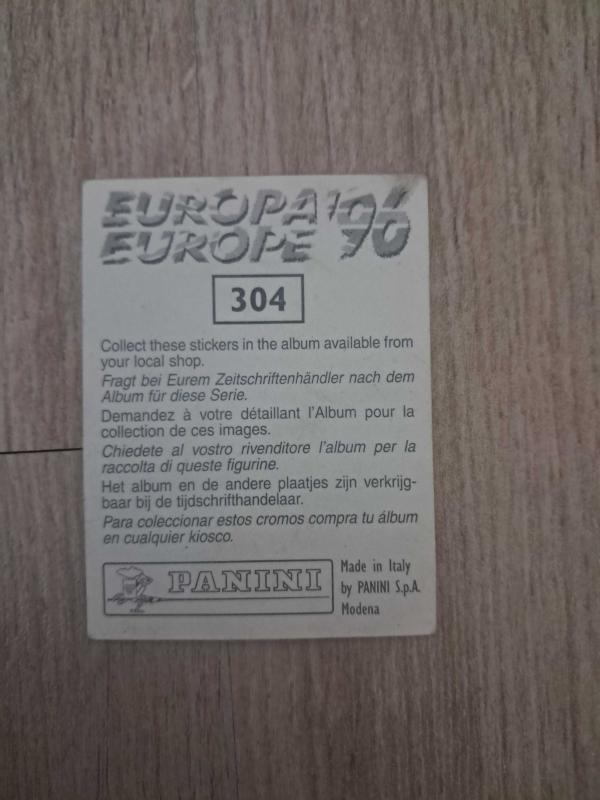 EUROPA '96
EUROPE
304
Collect these stickers in the album available from
your local shop.
Fragt bei Eurem Zeitschriftenhändler nach dem
Album für diese Serie.
Demandez à votre détaillant l'Album pour la
collection de ces images.
Chiedete al vostro rivenditore l'album per la
raccolta di queste figurine.
Het album en de andere plaatjes zijn verkrijg-
baar bij de tijdschrifthandelaar.
Para coleccionar estos cromos compra tu álbum
en cualquier kiosco.
PANINI
Made in Italy
by PANINI S.p.A.
Modena